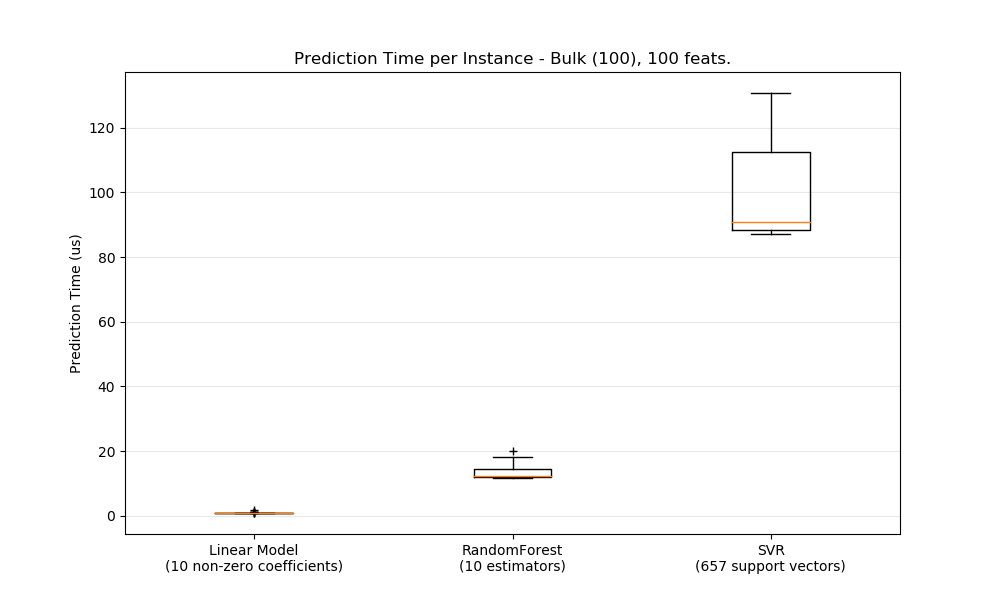 Prediction Time per Instance - Bulk (100), 100 feats.
120
100
80
60
40
20
0
Prediction Time (us)
Linear Model
(10 non-zero coefficients)
RandomForest
(10 estimators)
SVR
(657 support vectors)